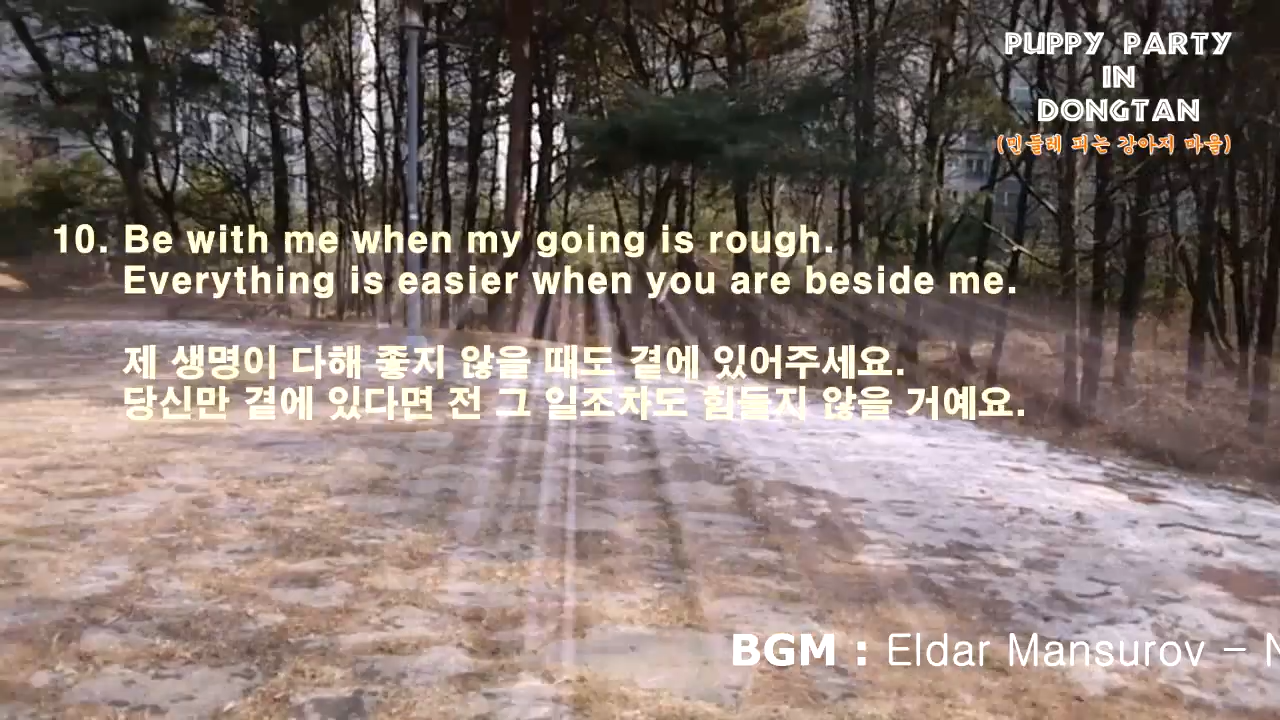 PUPPY PARTY
IN
DONGTAN
(민들레 피는 강아지 마을)
10. Be with me when my going is rough.
Everything is easier when you are beside me.
제 생명이 다해 좋지 않을 때도 곁에 있어주세요.
당신만 곁에 있다면 전 그 일조차도 힘들지 않을 거예요.
BGM : Eldar Mansurov – N